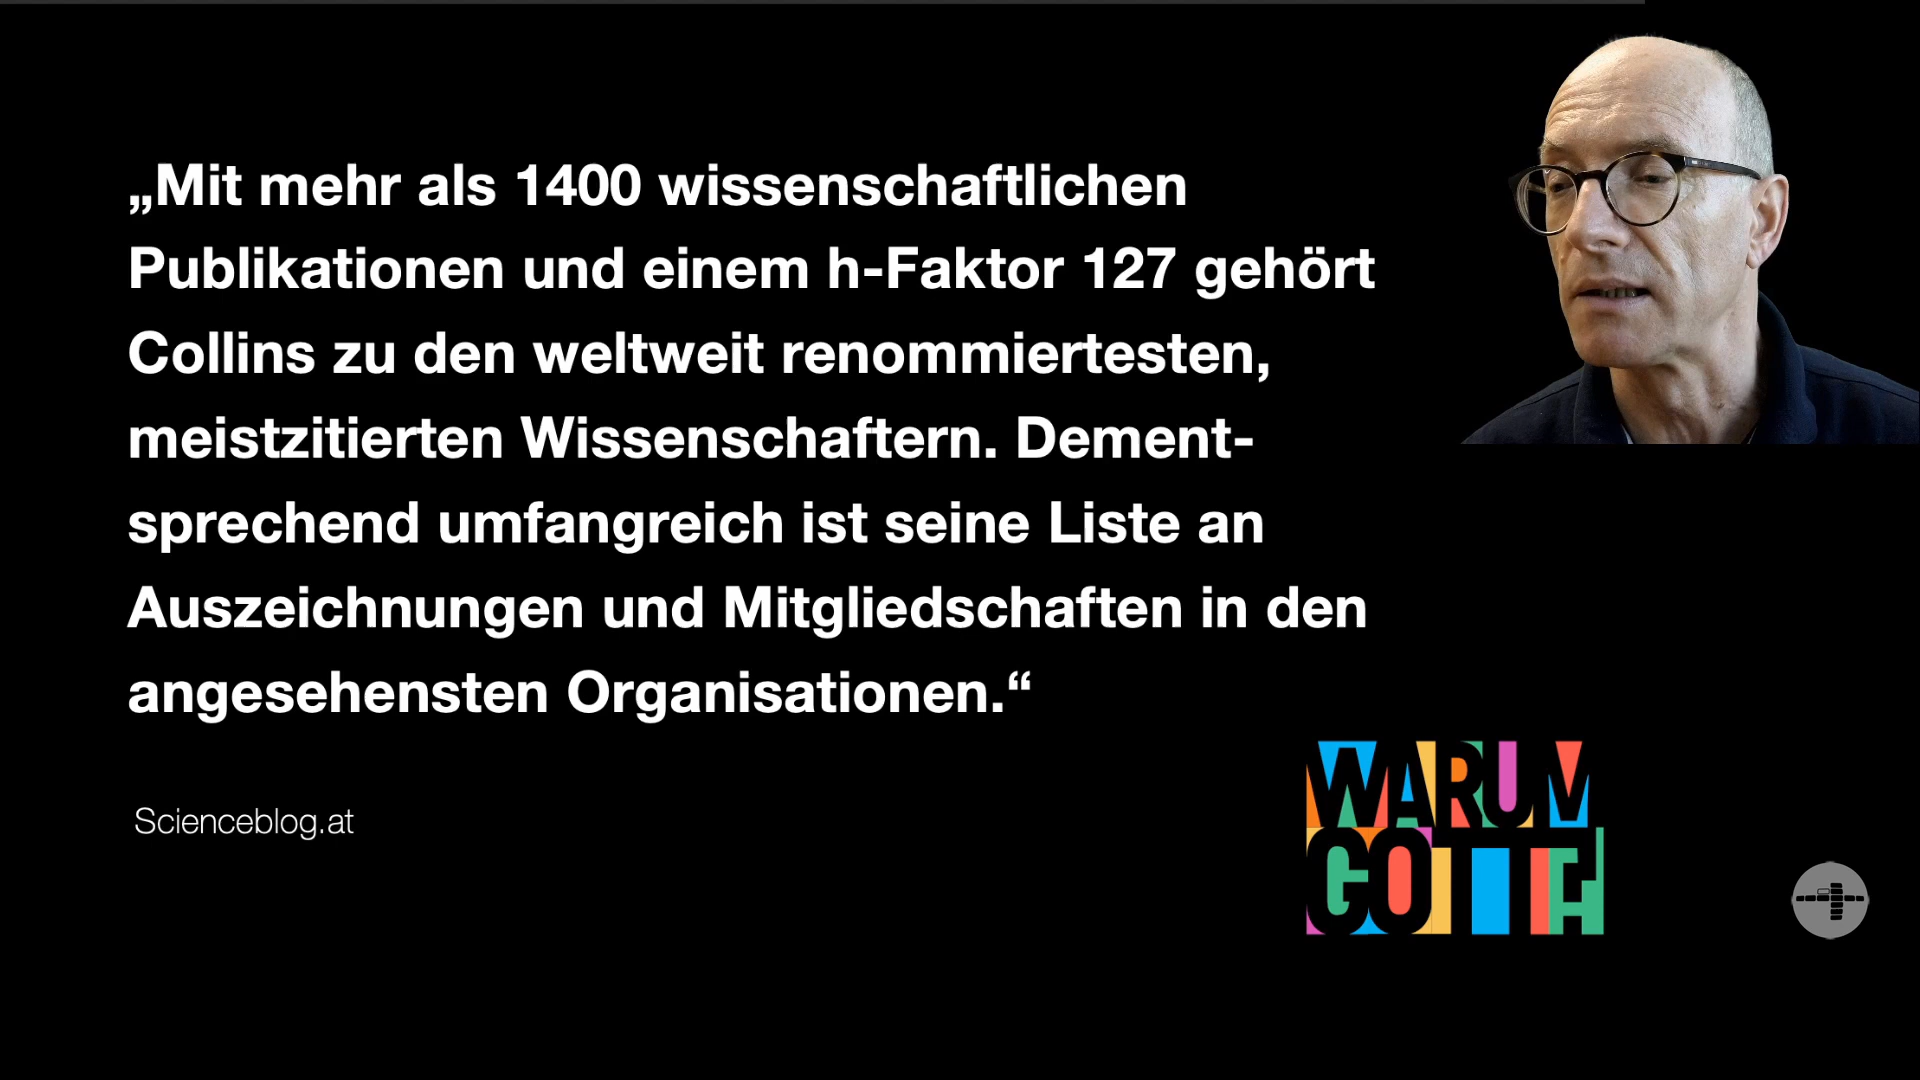 „Mit mehr als 1400 wissenschaftlichen
Publikationen und einem h-Faktor 127 gehört
Collins zu den weltweit renommiertesten,
meistzitierten Wissenschaftern. Dement-
sprechend umfangreich ist seine Liste an
Auszeichnungen und Mitgliedschaften in den
angesehensten Organisationen.“
Scienceblog.at
WARUM
GOTT?